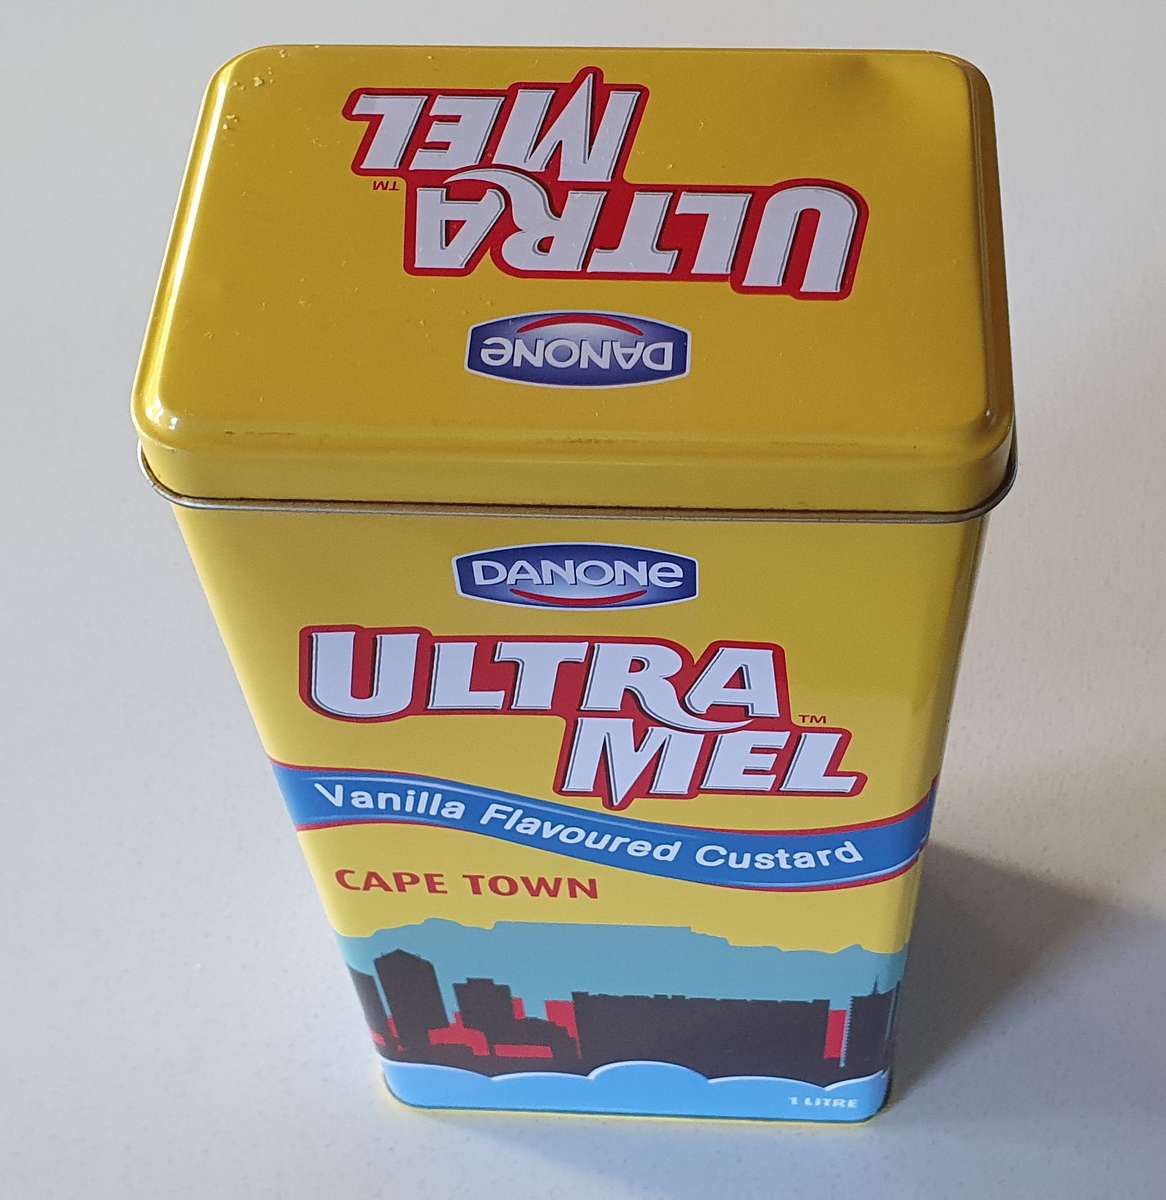 ULTRA
MEL
™
DANONE
DANONE
ULTRA
MEL
™
Vanilla Flavoured Custard
CAPE TOWN
1 LITRE